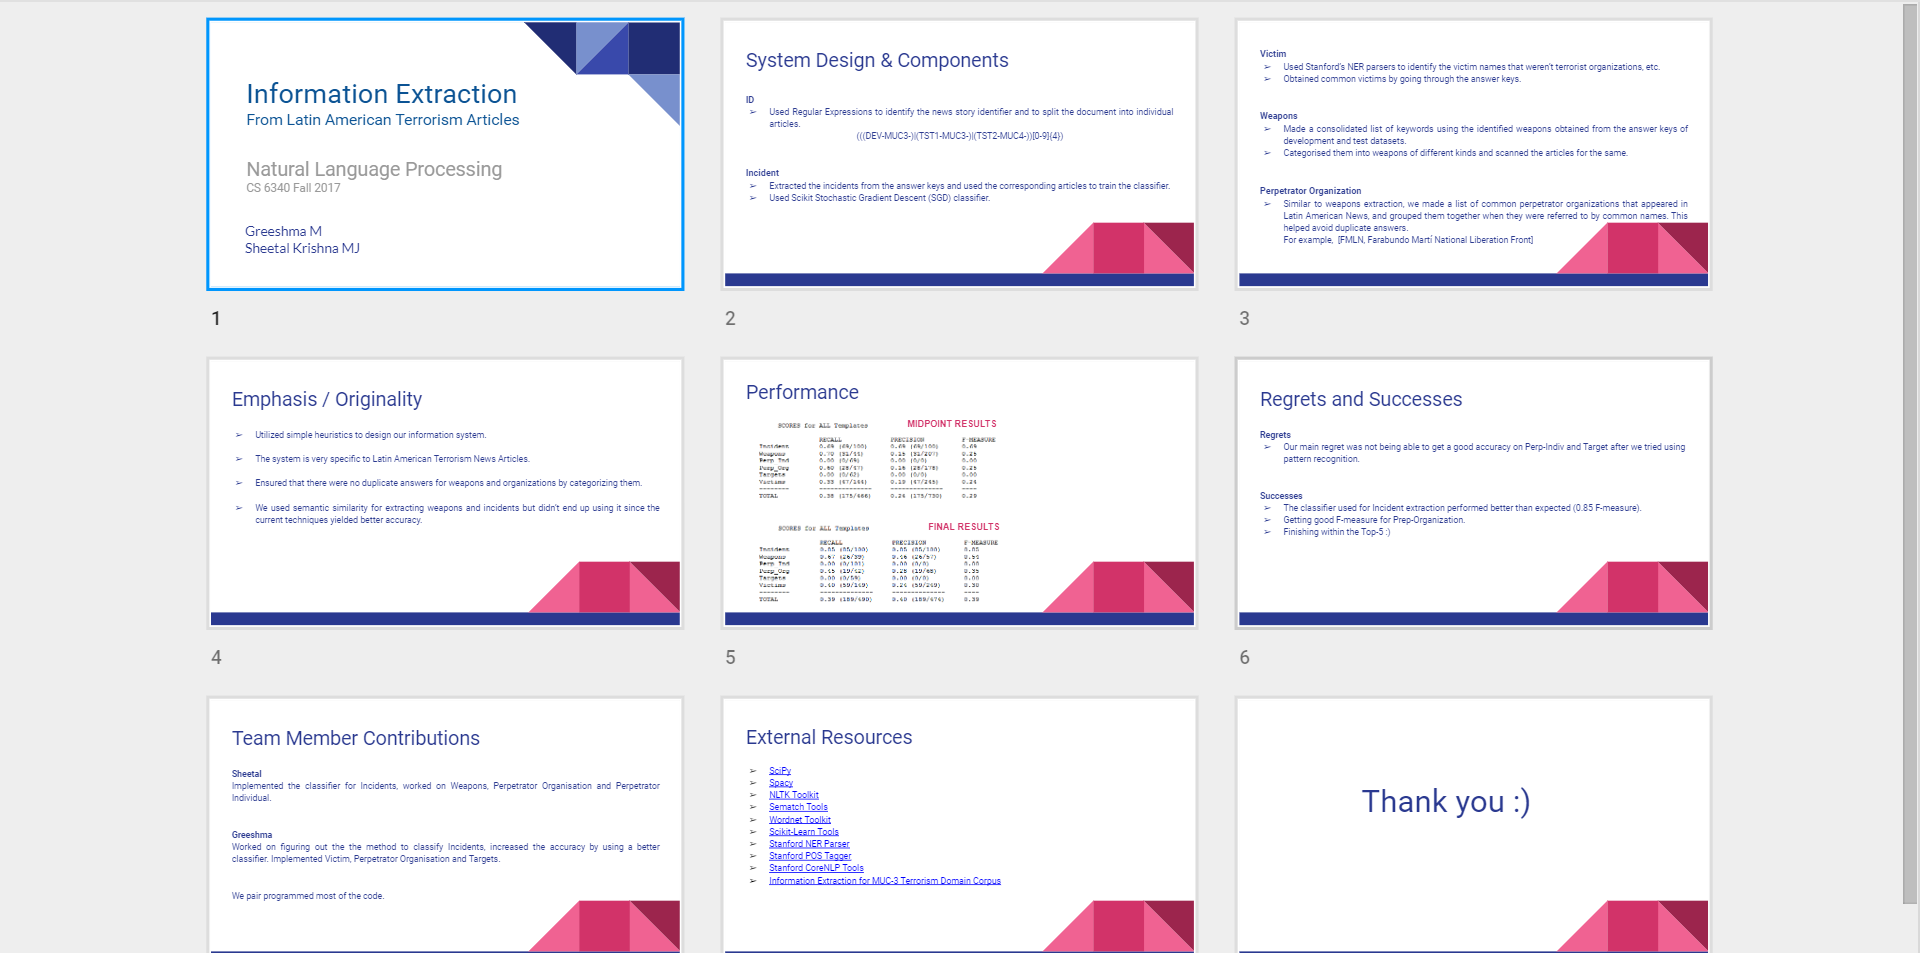 Information Extraction
From Latin American Terrorism Articles
Natural Language Processing
CS 6340 Fall 2017
Greeshma M
Sheetal Krishna MJ
1
System Design & Components
ID
➢ Used Regular Expressions to identify the news story identifier and to split the document into individual
articles.
(((DEV-MUC3-)|(TST1-MUC3-)|(TST2-MUC4-))[0-9]{4})
Incident
➢ Extracted the incidents from the answer keys and used the corresponding articles to train the classifier.
➢ Used Scikit Stochastic Gradient Descent (SGD) classifier.
2
Victim
➢ Used Stanford's NER parsers to identify the victim names that weren't terrorist organizations, etc.
➢ Obtained common victims by going through the answer keys.
Weapons
➢ Made a consolidated list of keywords using the identified weapons obtained from the answer keys of
development and test datasets.
➢ Categorised them into weapons of different kinds and scanned the articles for the same.
Perpetrator Organization
➢ Similar to weapons extraction, we made a list of common perpetrator organizations that appeared in
Latin American News, and grouped them together when they were referred to by common names. This
helped avoid duplicate answers.
For example, [FMLN, Farabundo Martí National Liberation Front]
3
Emphasis / Originality
➢ Utilized simple heuristics to design our information system.
➢ The system is very specific to Latin American Terrorism News Articles.
➢ Ensured that there were no duplicate answers for weapons and organizations by categorizing them.
➢ We used semantic similarity for extracting weapons and incidents but didn't end up using it since the
current techniques yielded better accuracy.
4
Performance
SCORES for ALL Templates MIDPOINT RESULTS
RECALL PRECISION F-MEASURE
Incidents 0.69 (69/100) 0.69 (69/100) 0.69
Weapons 0.70 (31/44) 0.15 (31/207) 0.25
Perp_Ind 0.00 (0/69) 0.00 (0/0) 0.00
Perp_Org 0.60 (28/47) 0.16 (28/178) 0.25
Targets 0.00 (0/62) 0.00 (0/0) 0.00
Victims 0.33 (47/144) 0.19 (47/245) 0.24
TOTAL 0.38 (175/466) 0.24 (175/730) 0.29
SCORES for ALL Templates FINAL RESULTS
RECALL PRECISION F-MEASURE
Incidents 0.85 (85/100) 0.85 (85/100) 0.85
Weapons 0.67 (26/39) 0.46 (26/57) 0.54
Perp_Ind 0.00 (0/101) 0.00 (0/0) 0.00
Perp_Org 0.45 (19/42) 0.28 (19/68) 0.35
Targets 0.00 (0/59) 0.00 (0/0) 0.00
Victims 0.40 (59/149) 0.24 (59/249) 0.30
TOTAL 0.39 (189/490) 0.40 (189/474) 0.39
5
Regrets and Successes
Regrets
➢ Our main regret was not being able to get a good accuracy on Perp-Indiv and Target after we tried using
pattern recognition.
Successes
➢ The classifier used for Incident extraction performed better than expected (0.85 F-measure).
➢ Getting good F-measure for Prep-Organization.
➢ Finishing within the Top-5 :)
6
Team Member Contributions
Sheetal
Implemented the classifier for Incidents, worked on Weapons, Perpetrator Organisation and Perpetrator
Individual.
Greeshma
Worked on figuring out the the method to classify Incidents, increased the accuracy by using a better
classifier. Implemented Victim, Perpetrator Organisation and Targets.
We pair programmed most of the code.
External Resources
➢ SciPy
➢ Spacy
➢ NLTK Toolkit
➢ Sematch Tools
➢ Wordnet Toolkit
➢ Scikit-Learn Tools
➢ Stanford NER Parser
➢ Stanford POS Tagger
➢ Stanford CoreNLP Tools
➢ Information Extraction for MUC-3 Terrorism Domain Corpus
Thank you :)